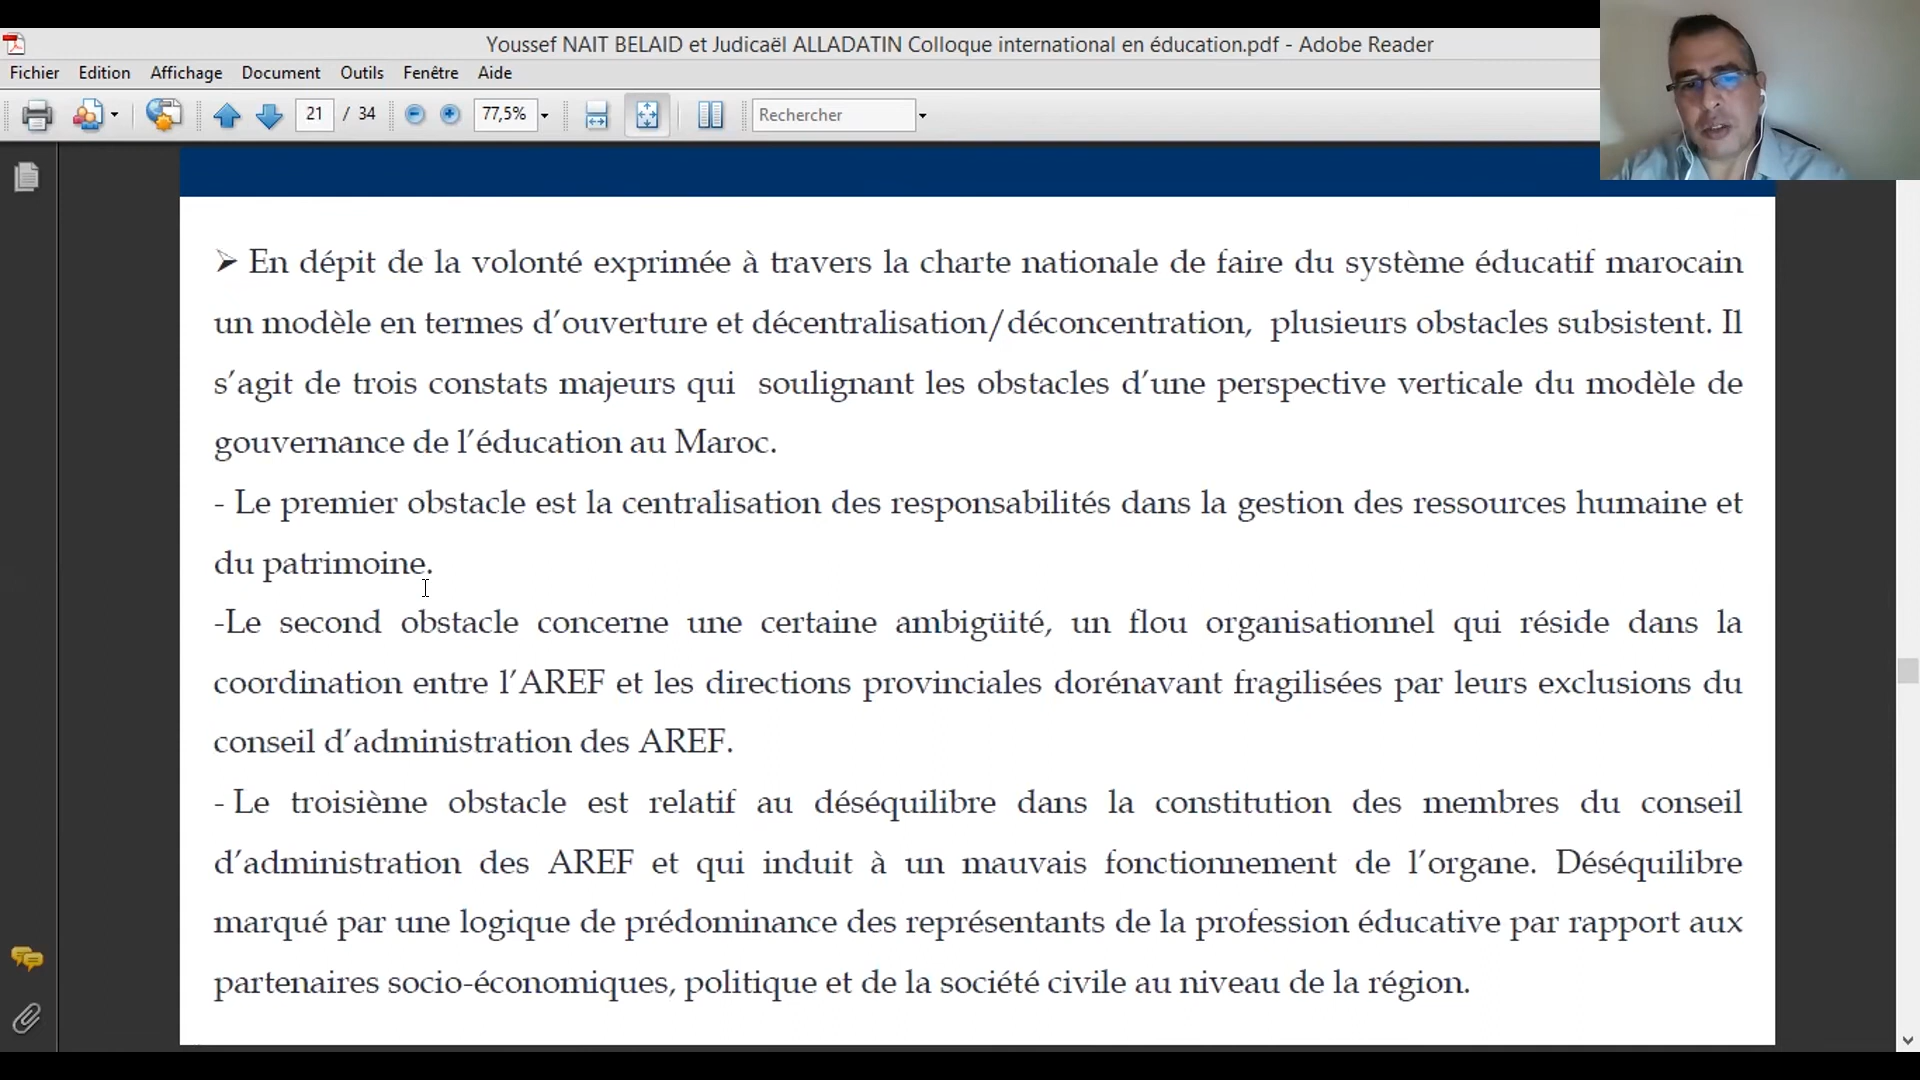 Youssef NAIT BELAID et Judicaël ALLADATIN Colloque international en éducation.pdf - Adobe Reader
Fichier Edition Affichage Document Outils Fenêtre Aide
21 / 34 77,5% Rechercher
➢ En dépit de la volonté exprimée à travers la charte nationale de faire du système éducatif marocain
un modèle en termes d’ouverture et décentralisation/déconcentration, plusieurs obstacles subsistent. Il
s’agit de trois constats majeurs qui soulignant les obstacles d’une perspective verticale du modèle de
gouvernance de l’éducation au Maroc.
- Le premier obstacle est la centralisation des responsabilités dans la gestion des ressources humaine et
du patrimoine.
-Le second obstacle concerne une certaine ambigüité, un flou organisationnel qui réside dans la
coordination entre l’AREF et les directions provinciales dorénavant fragilisées par leurs exclusions du
conseil d’administration des AREF.
- Le troisième obstacle est relatif au déséquilibre dans la constitution des membres du conseil
d’administration des AREF et qui induit à un mauvais fonctionnement de l’organe. Déséquilibre
marqué par une logique de prédominance des représentants de la profession éducative par rapport aux
partenaires socio-économiques, politique et de la société civile au niveau de la région.